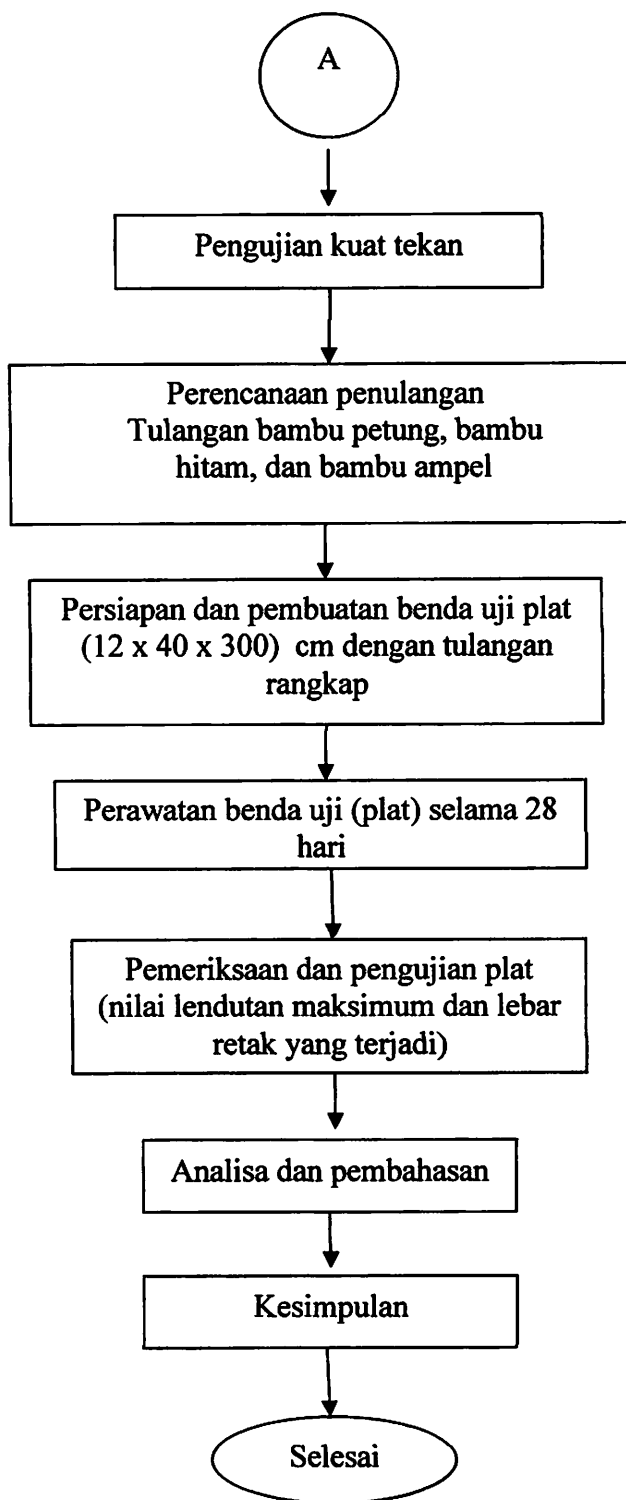 A
Pengujian kuat tekan
Perencanaan penulangan
Tulangan bambu petung, bambu
hitam, dan bambu ampel
Persiapan dan pembuatan benda uji plat
(12 x 40 x 300) cm dengan tulangan
rangkap
Perawatan benda uji (plat) selama 28
hari
Pemeriksaan dan pengujian plat
(nilai lendutan maksimum dan lebar
retak yang terjadi)
Analisa dan pembahasan
Kesimpulan
Selesai